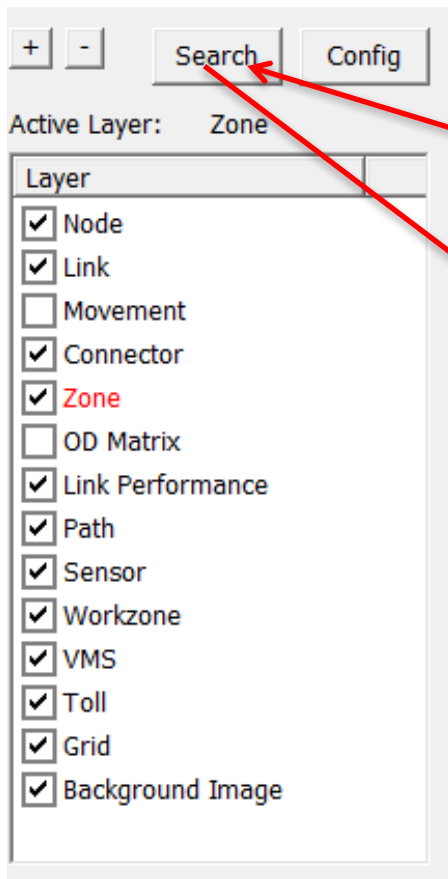 + - Search Config
Active Layer: Zone
Layer
Node
Link
Movement
Connector
Zone
OD Matrix
Link Performance
Path
Sensor
Workzone
VMS
Toll
Grid
Background Image